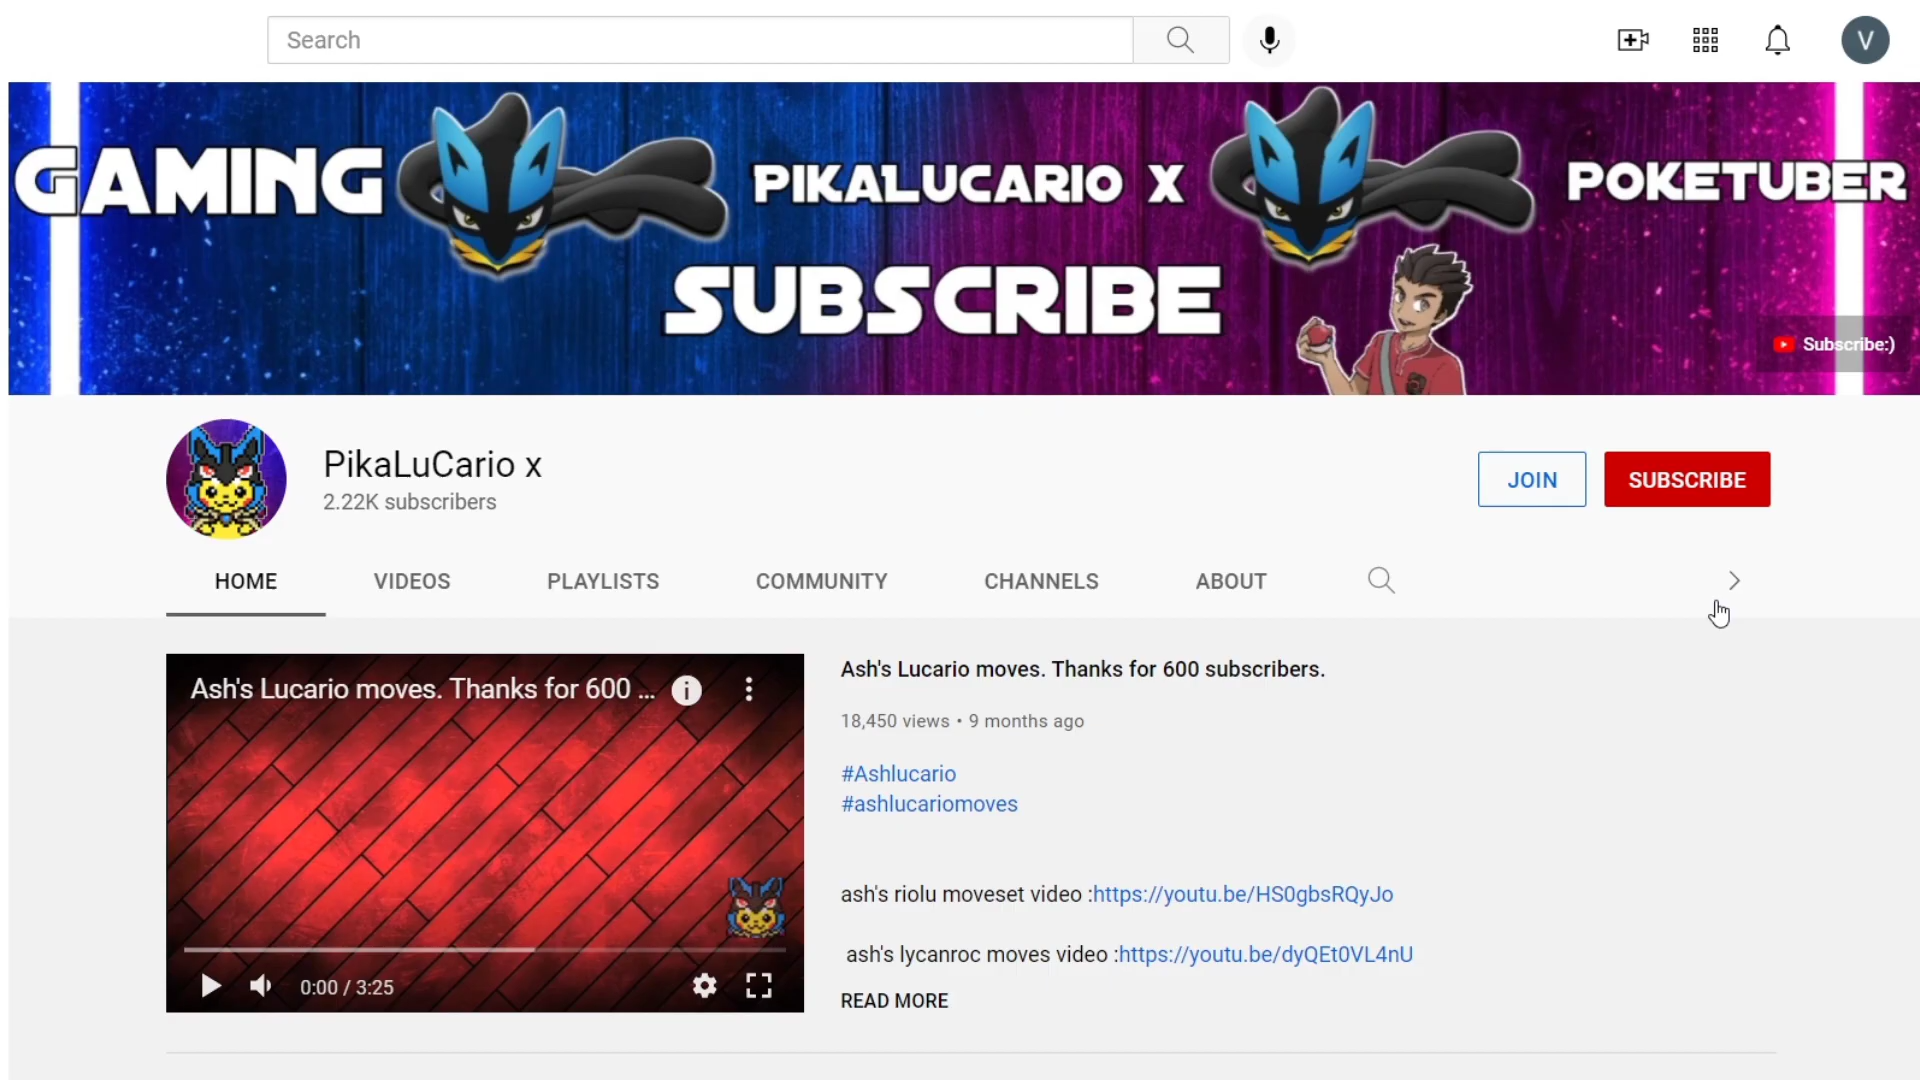 Search
V
GAMING
PIKALUCARIO X
POKETUBER
SUBSCRIBE
Subscribe:)
PikaLuCario x
2.22K subscribers
JOIN
SUBSCRIBE
HOME
VIDEOS
PLAYLISTS
COMMUNITY
CHANNELS
ABOUT
Ash's Lucario moves. Thanks for 600 ...
0:00 / 3:25
Ash's Lucario moves. Thanks for 600 subscribers.
18,450 views • 9 months ago
#Ashlucario
#ashlucariomoves
ash's riolu moveset video :https://youtu.be/HS0gbsRQyJo
ash's lycanroc moves video :https://youtu.be/dyQEt0VL4nU
READ MORE